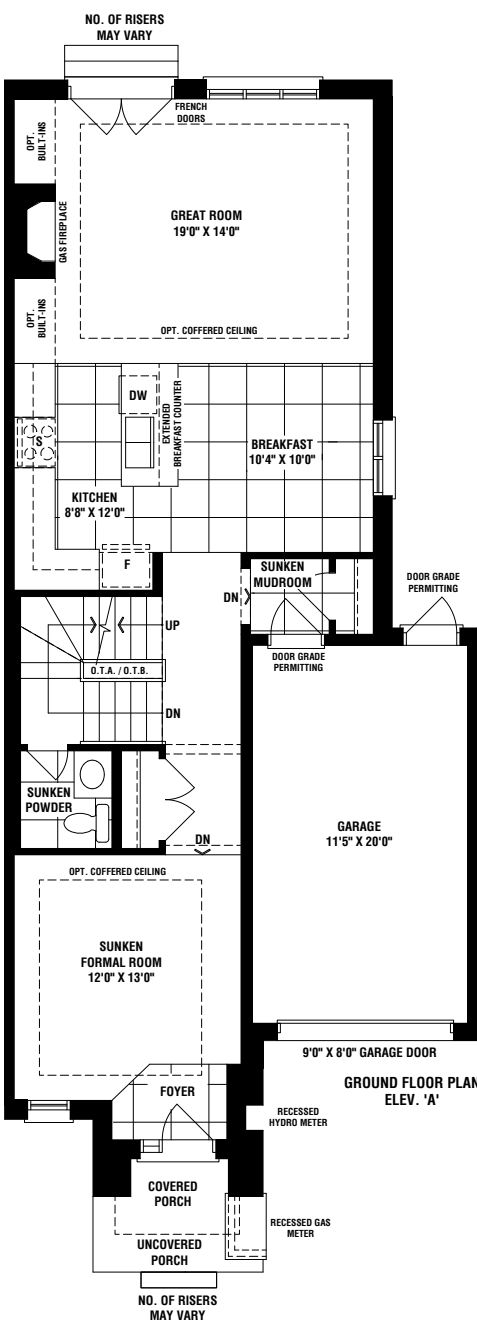 NO. OF RISERS
MAY VARY
FRENCH
DOORS
OPT.
BUILT-INS
GREAT ROOM
19'0" X 14'0"
GAS FIREPLACE
OPT.
BUILT-INS
OPT. COFFERED CEILING
DW
EXTENDED
BREAKFAST COUNTER
S
BREAKFAST
10'4" X 10'0"
KITCHEN
8'8" X 12'0"
F
SUNKEN
MUDROOM
DN
DOOR GRADE
PERMITTING
UP
DOOR GRADE
PERMITTING
O.T.A. / O.T.B.
DN
SUNKEN
POWDER
DN
GARAGE
11'5" X 20'0"
OPT. COFFERED CEILING
SUNKEN
FORMAL ROOM
12'0" X 13'0"
9'0" X 8'0" GARAGE DOOR
GROUND FLOOR PLAN
ELEV. 'A'
FOYER
RECESSED
HYDRO METER
COVERED
PORCH
RECESSED GAS
METER
UNCOVERED
PORCH
NO. OF RISERS
MAY VARY